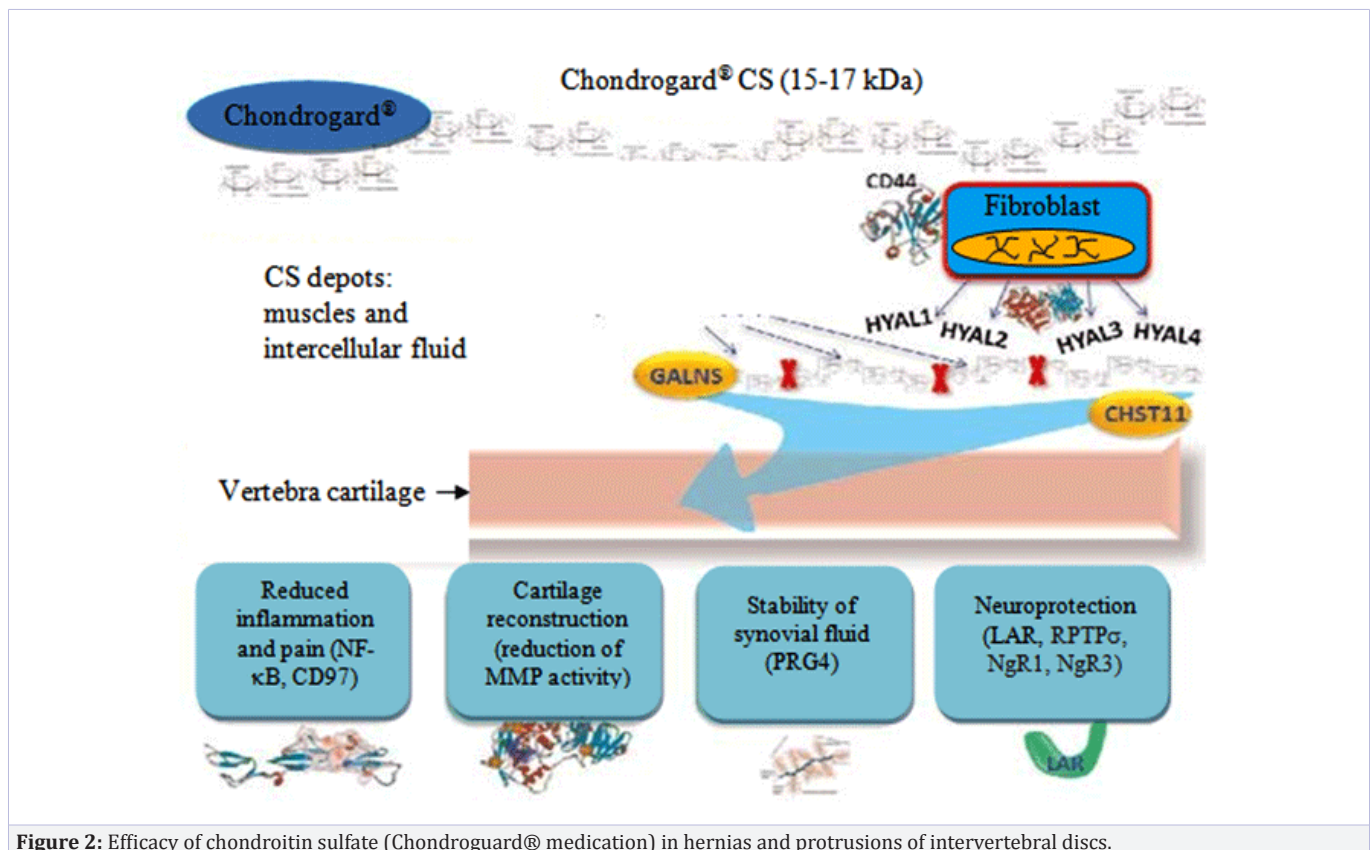 Chondrogard® CS (15-17 kDa)
Chondrogard®
CD44
Fibroblast
CS depots:
muscles and
intercellular fluid
HYAL1
HYAL2
HYAL3
HYAL4
GALNS
CHST11
Vertebra cartilage
Reduced
inflammation
and pain (NF-
κB, CD97)
Cartilage
reconstruction
(reduction of
MMP activity)
Stability of
synovial fluid
(PRG4)
Neuroprotection
(LAR, RPTPσ,
NgR1, NgR3)
LAR
Figure 2: Efficacy of chondroitin sulfate (Chondroguard® medication) in hernias and protrusions of intervertebral discs.